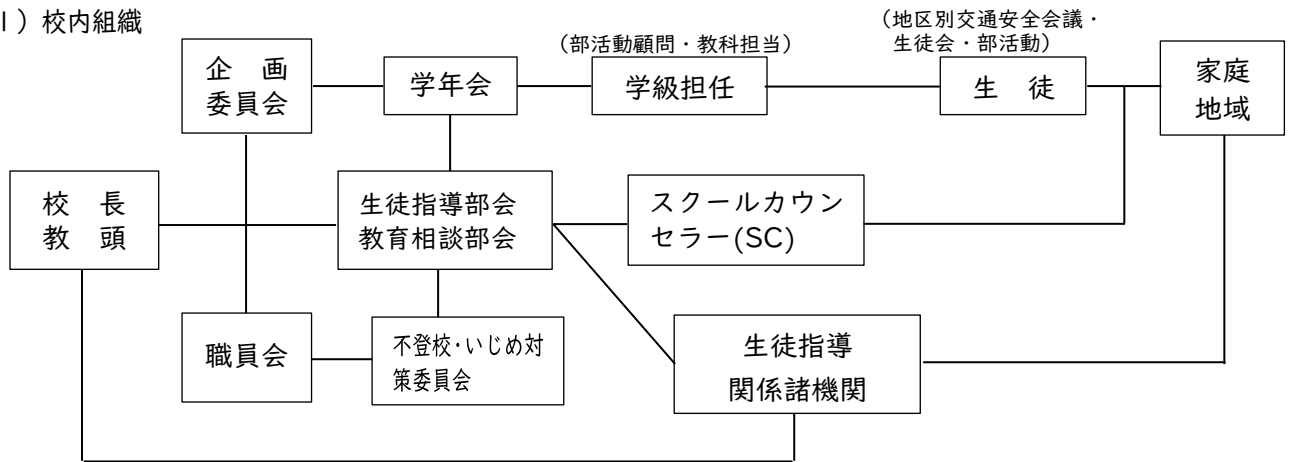 1) 校内組織
(地区別交通安全会議・
生徒会・部活動)
(部活動顧問・教科担当)
企 画
委員会
学年会
学級担任
生 徒
家庭
地域
校 長
教 頭
生徒指導部会
教育相談部会
スクールカウン
セラー(SC)
職員会
不登校・いじめ対
策委員会
生徒指導
関係諸機関